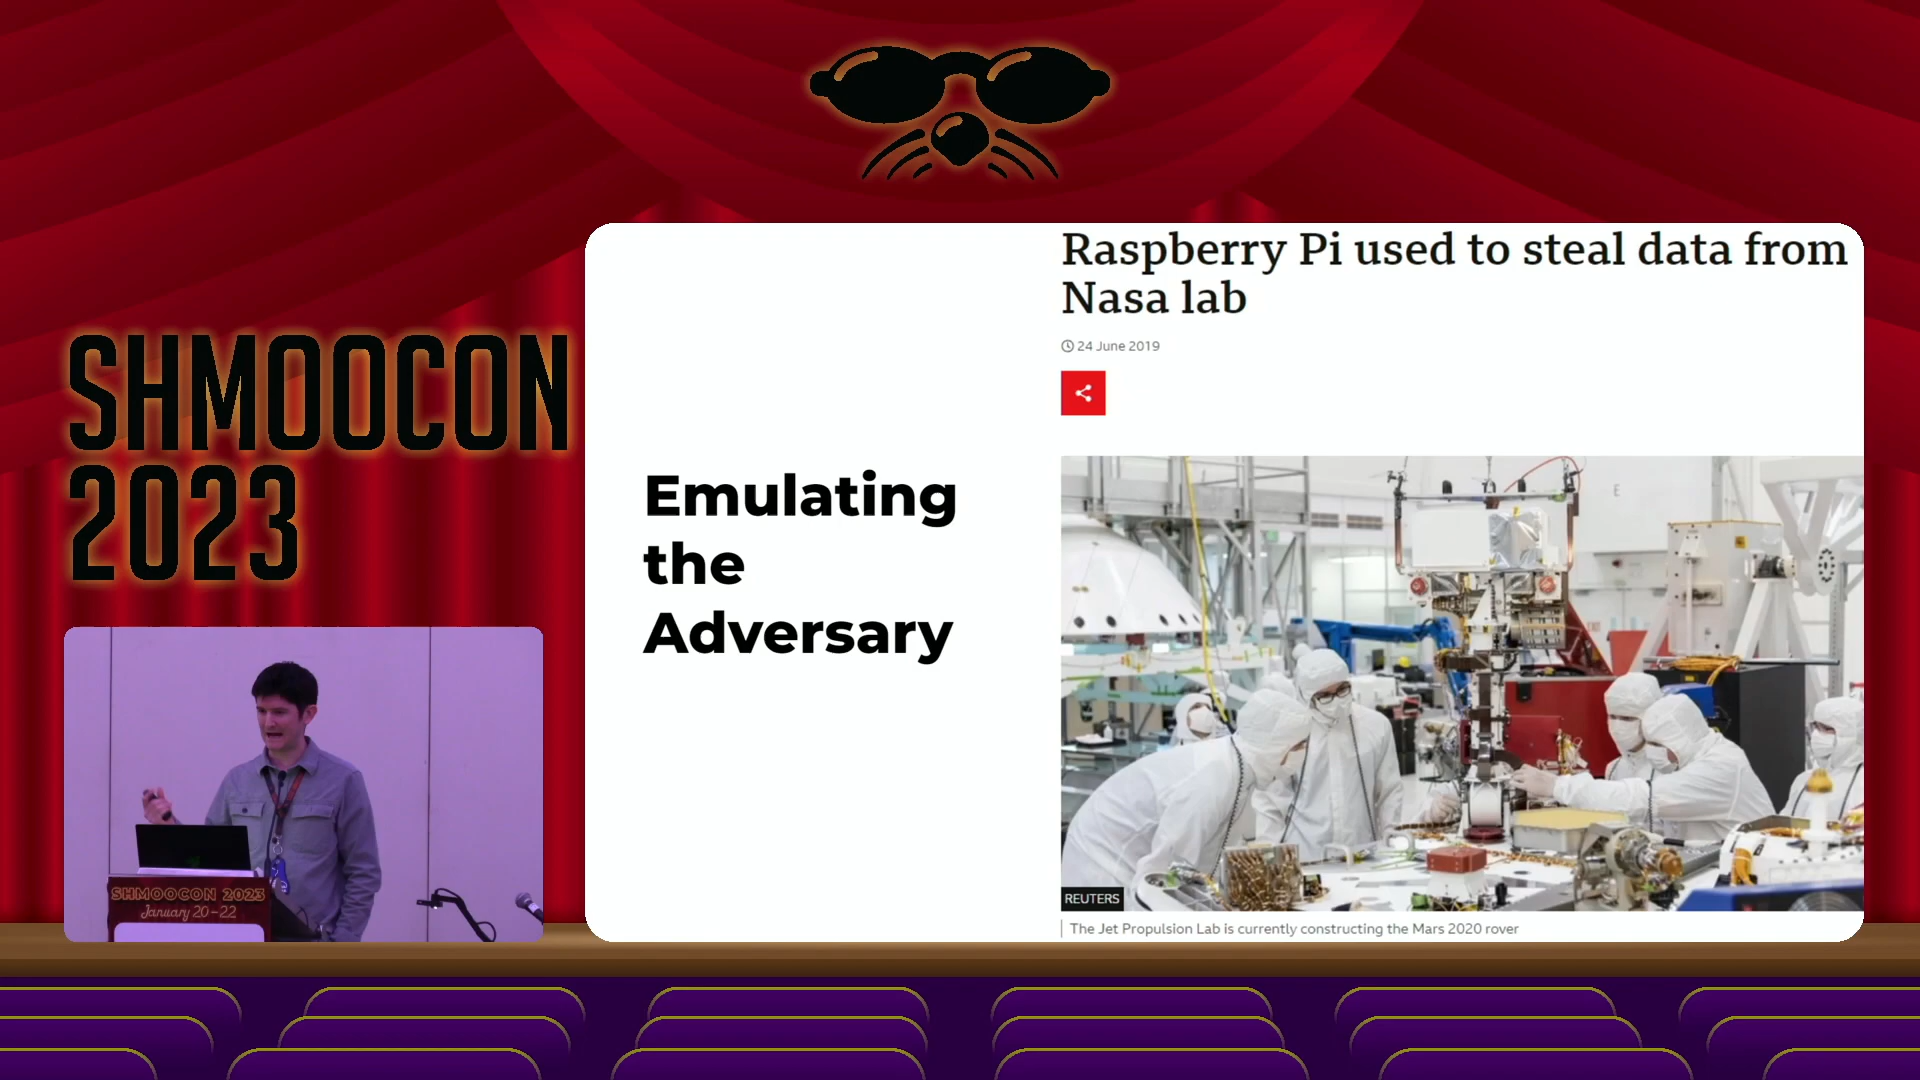 SHMOOCON
2023
Raspberry Pi used to steal data from
Nasa lab
24 June 2019
Emulating
the
Adversary
REUTERS
The Jet Propulsion Lab is currently constructing the Mars 2020 rover
SHMOOCON 2023
January 20-22